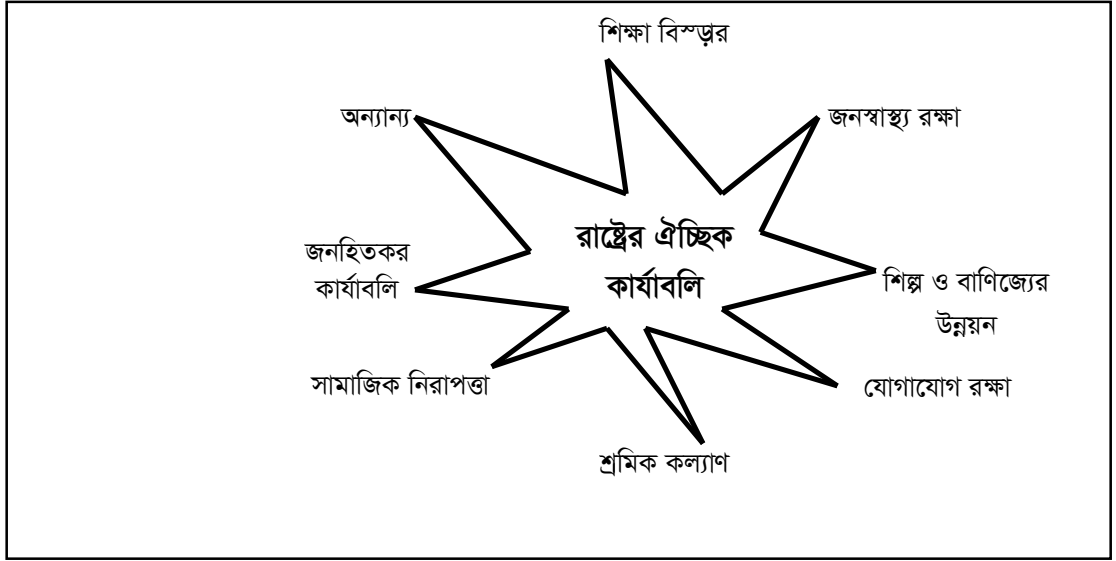 শিক্ষা বিস্ড়ার
অন্যান্য
জনস্বাস্থ্য রক্ষা
রাষ্ট্রের ঐচ্ছিক
কার্যাবলি
জনহিতকর
কার্যাবলি
শিল্প ও বাণিজ্যের
উন্নয়ন
সামাজিক নিরাপত্তা
যোগাযোগ রক্ষা
শ্রমিক কল্যাণ